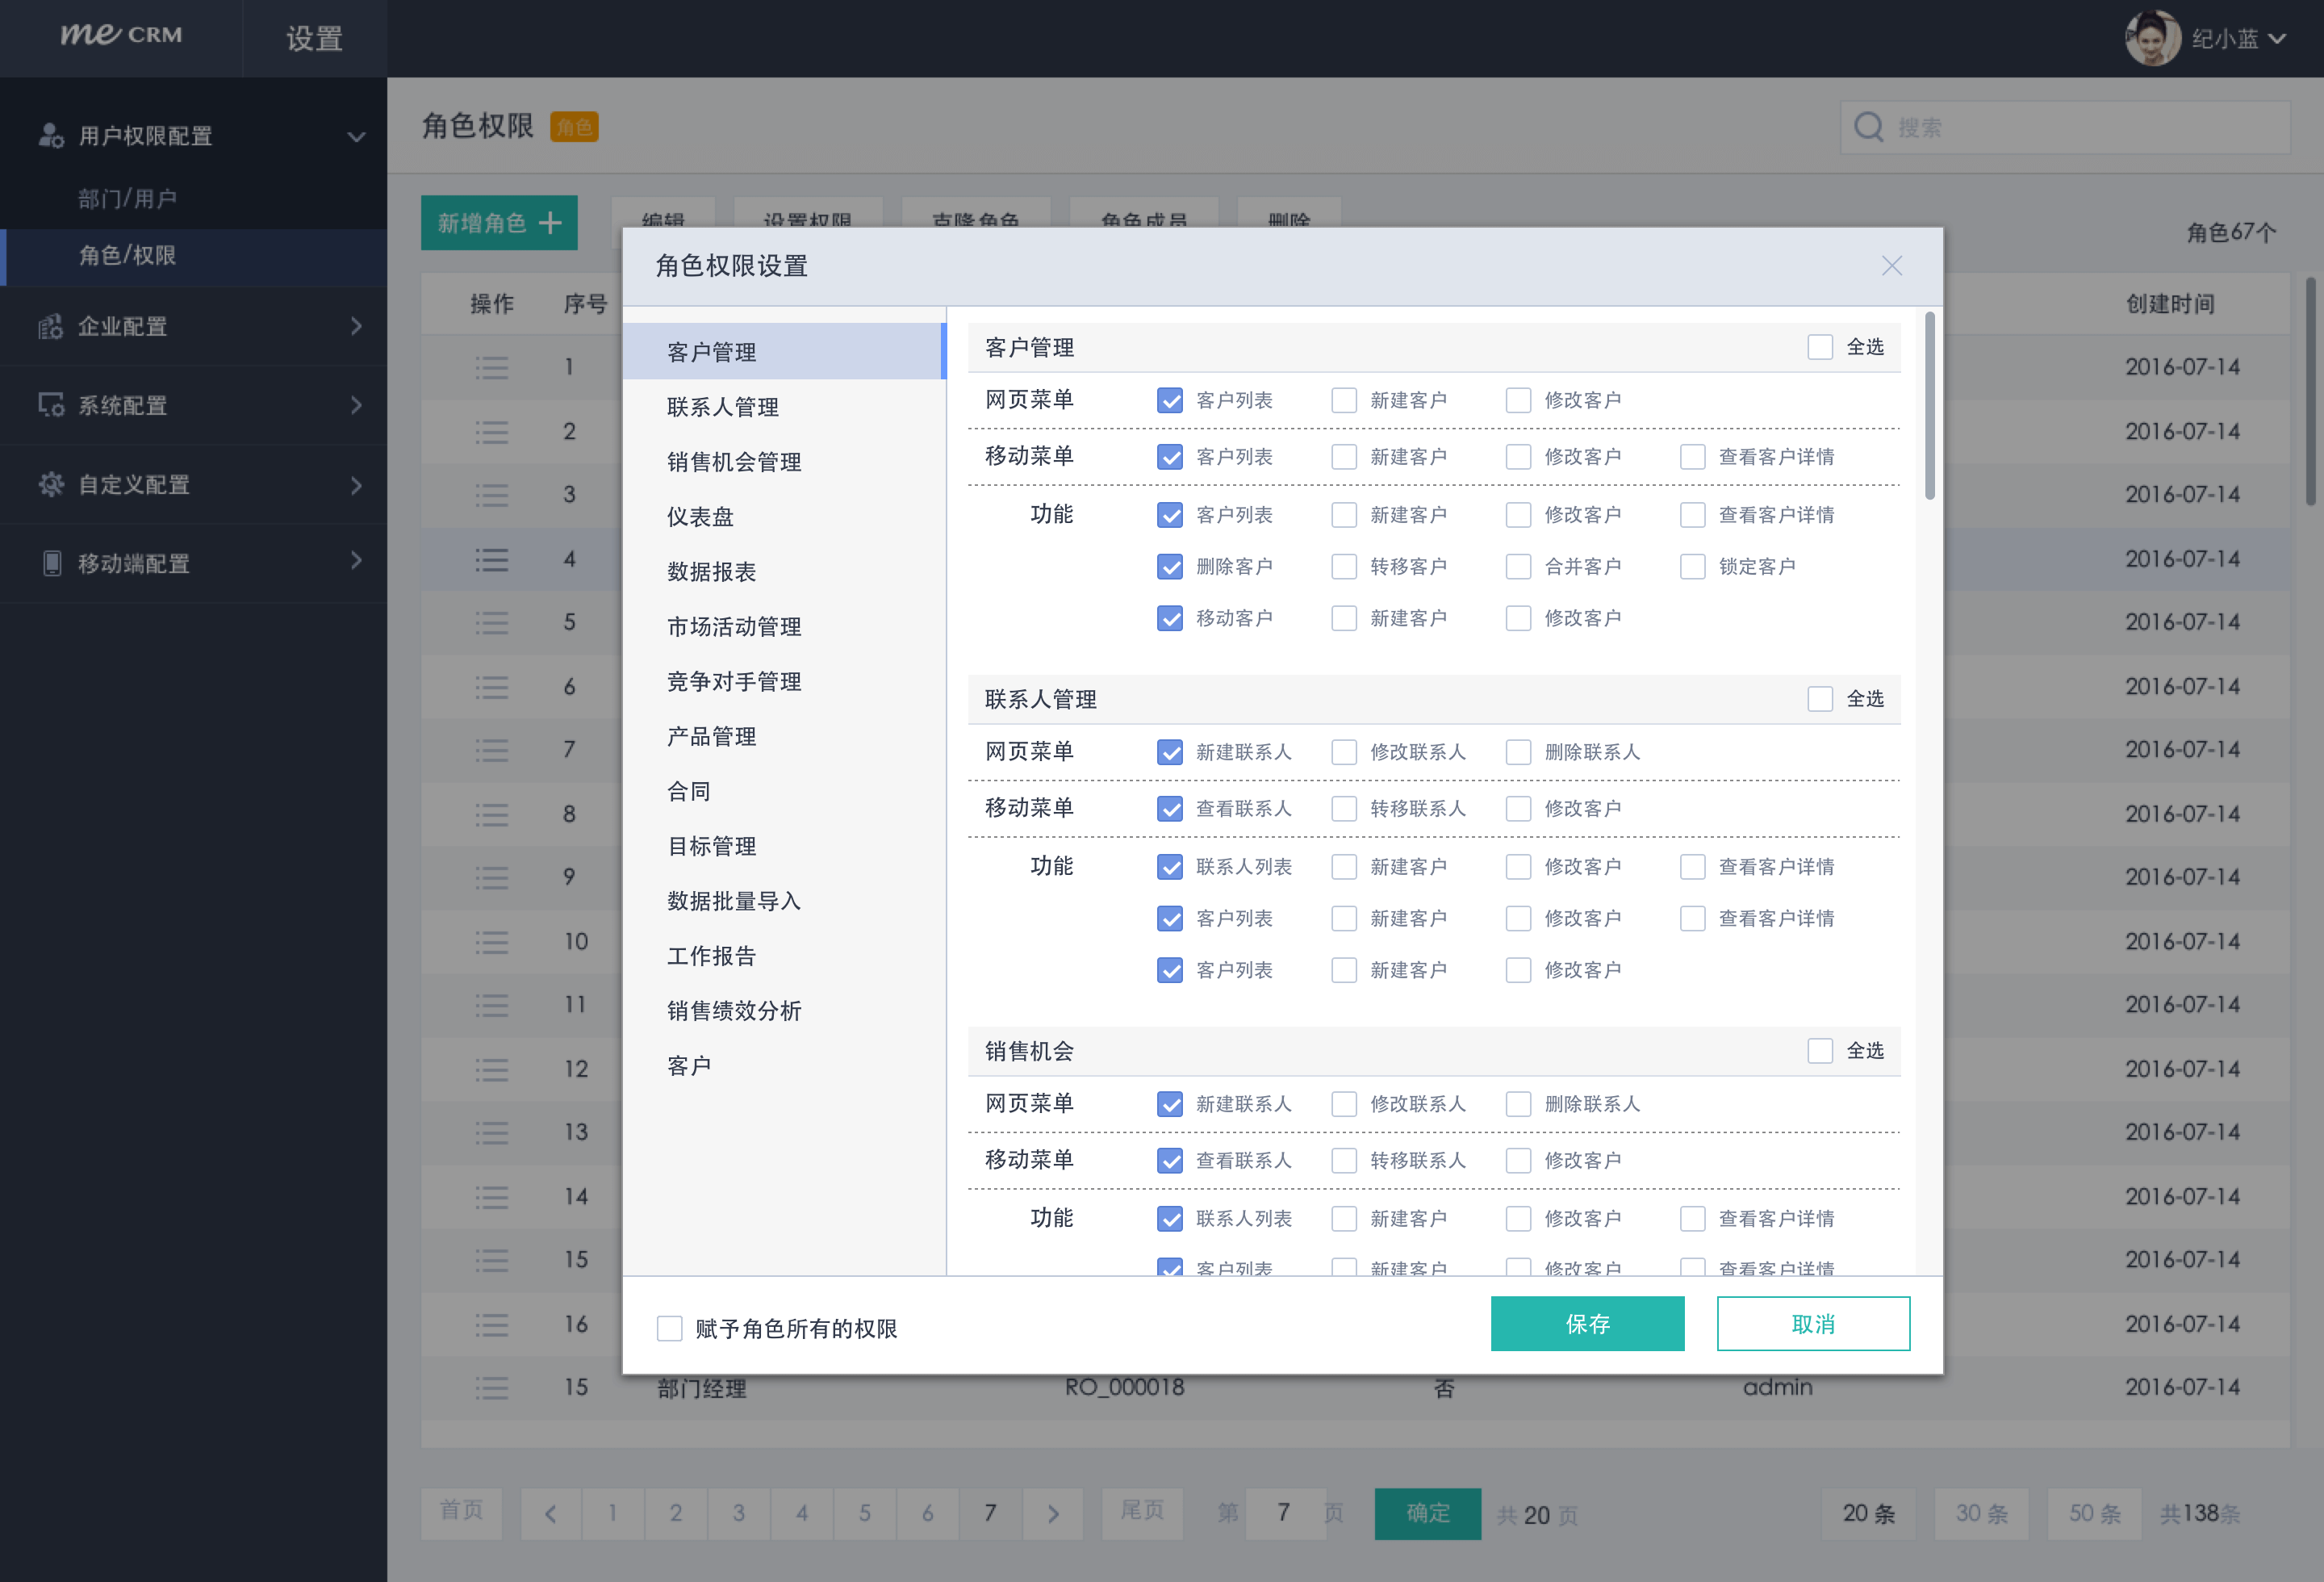 me CRM 设置 纪小蓝
用户权限配置
部门/用户
角色/权限
企业配置
系统配置
自定义配置
移动端配置
角色权限 角色 搜索
新增角色 编辑 设置权限 克隆角色 角色成员 删除 角色67个
操作 序号 创建时间
1 2016-07-14
2 2016-07-14
3 2016-07-14
4 2016-07-14
5 2016-07-14
6 2016-07-14
7 2016-07-14
8 2016-07-14
9 2016-07-14
10 2016-07-14
11 2016-07-14
12 2016-07-14
13 2016-07-14
14 2016-07-14
15 2016-07-14
16 2016-07-14
15 部门经理 RO_000018 否 admin 2016-07-14
角色权限设置
客户管理
联系人管理
销售机会管理
仪表盘
数据报表
市场活动管理
竞争对手管理
产品管理
合同
目标管理
数据批量导入
工作报告
销售绩效分析
客户
客户管理 全选
网页菜单 客户列表 新建客户 修改客户
移动菜单 客户列表 新建客户 修改客户 查看客户详情
功能 客户列表 新建客户 修改客户 查看客户详情
删除客户 转移客户 合并客户 锁定客户
移动客户 新建客户 修改客户
联系人管理 全选
网页菜单 新建联系人 修改联系人 删除联系人
移动菜单 查看联系人 转移联系人 修改客户
功能 联系人列表 新建客户 修改客户 查看客户详情
客户列表 新建客户 修改客户 查看客户详情
客户列表 新建客户 修改客户
销售机会 全选
网页菜单 新建联系人 修改联系人 删除联系人
移动菜单 查看联系人 转移联系人 修改客户
功能 联系人列表 新建客户 修改客户 查看客户详情
客户列表 新建客户 修改客户 查看客户详情
赋予角色所有的权限 保存 取消
首页 1 2 3 4 5 6 7 尾页 第 7 页 确定 共 20 页 20 条 30 条 50 条 共138条